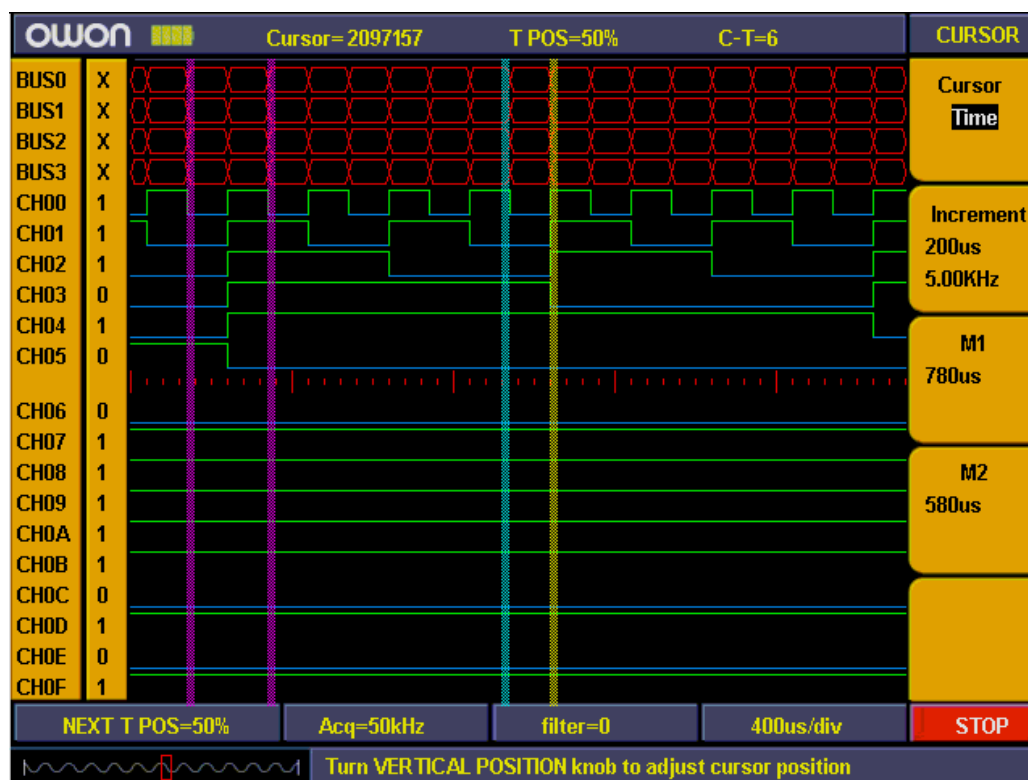 OWON Cursor=2097157 T POS=50% C-T=6 CURSOR
BUS0 X
BUS1 X
BUS2 X
BUS3 X
CH00 1
CH01 1
CH02 1
CH03 0
CH04 1
CH05 0
CH06 0
CH07 1
CH08 1
CH09 1
CH0A 1
CH0B 1
CH0C 0
CH0D 1
CH0E 0
CH0F 1
Cursor
Time
Increment
200us
5.00KHz
M1
780us
M2
580us
NEXT T POS=50% Acq=50kHz filter=0 400us/div STOP
Turn VERTICAL POSITION knob to adjust cursor position